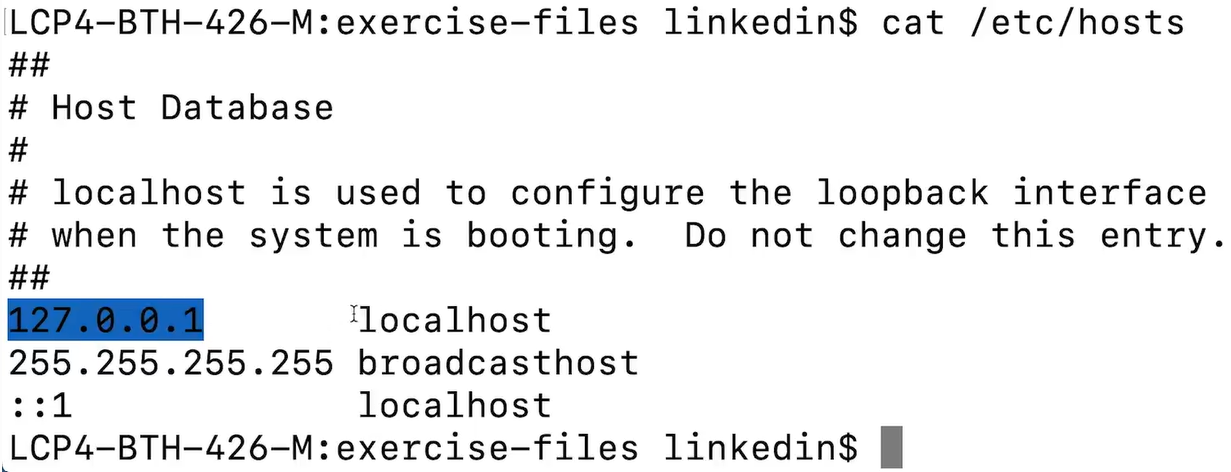 LCP4-BTH-426-M:exercise-files linkedin$ cat /etc/hosts
##
# Host Database
#
# localhost is used to configure the loopback interface
# when the system is booting.  Do not change this entry.
##
127.0.0.1       localhost
255.255.255.255 broadcasthost
::1             localhost
LCP4-BTH-426-M:exercise-files linkedin$